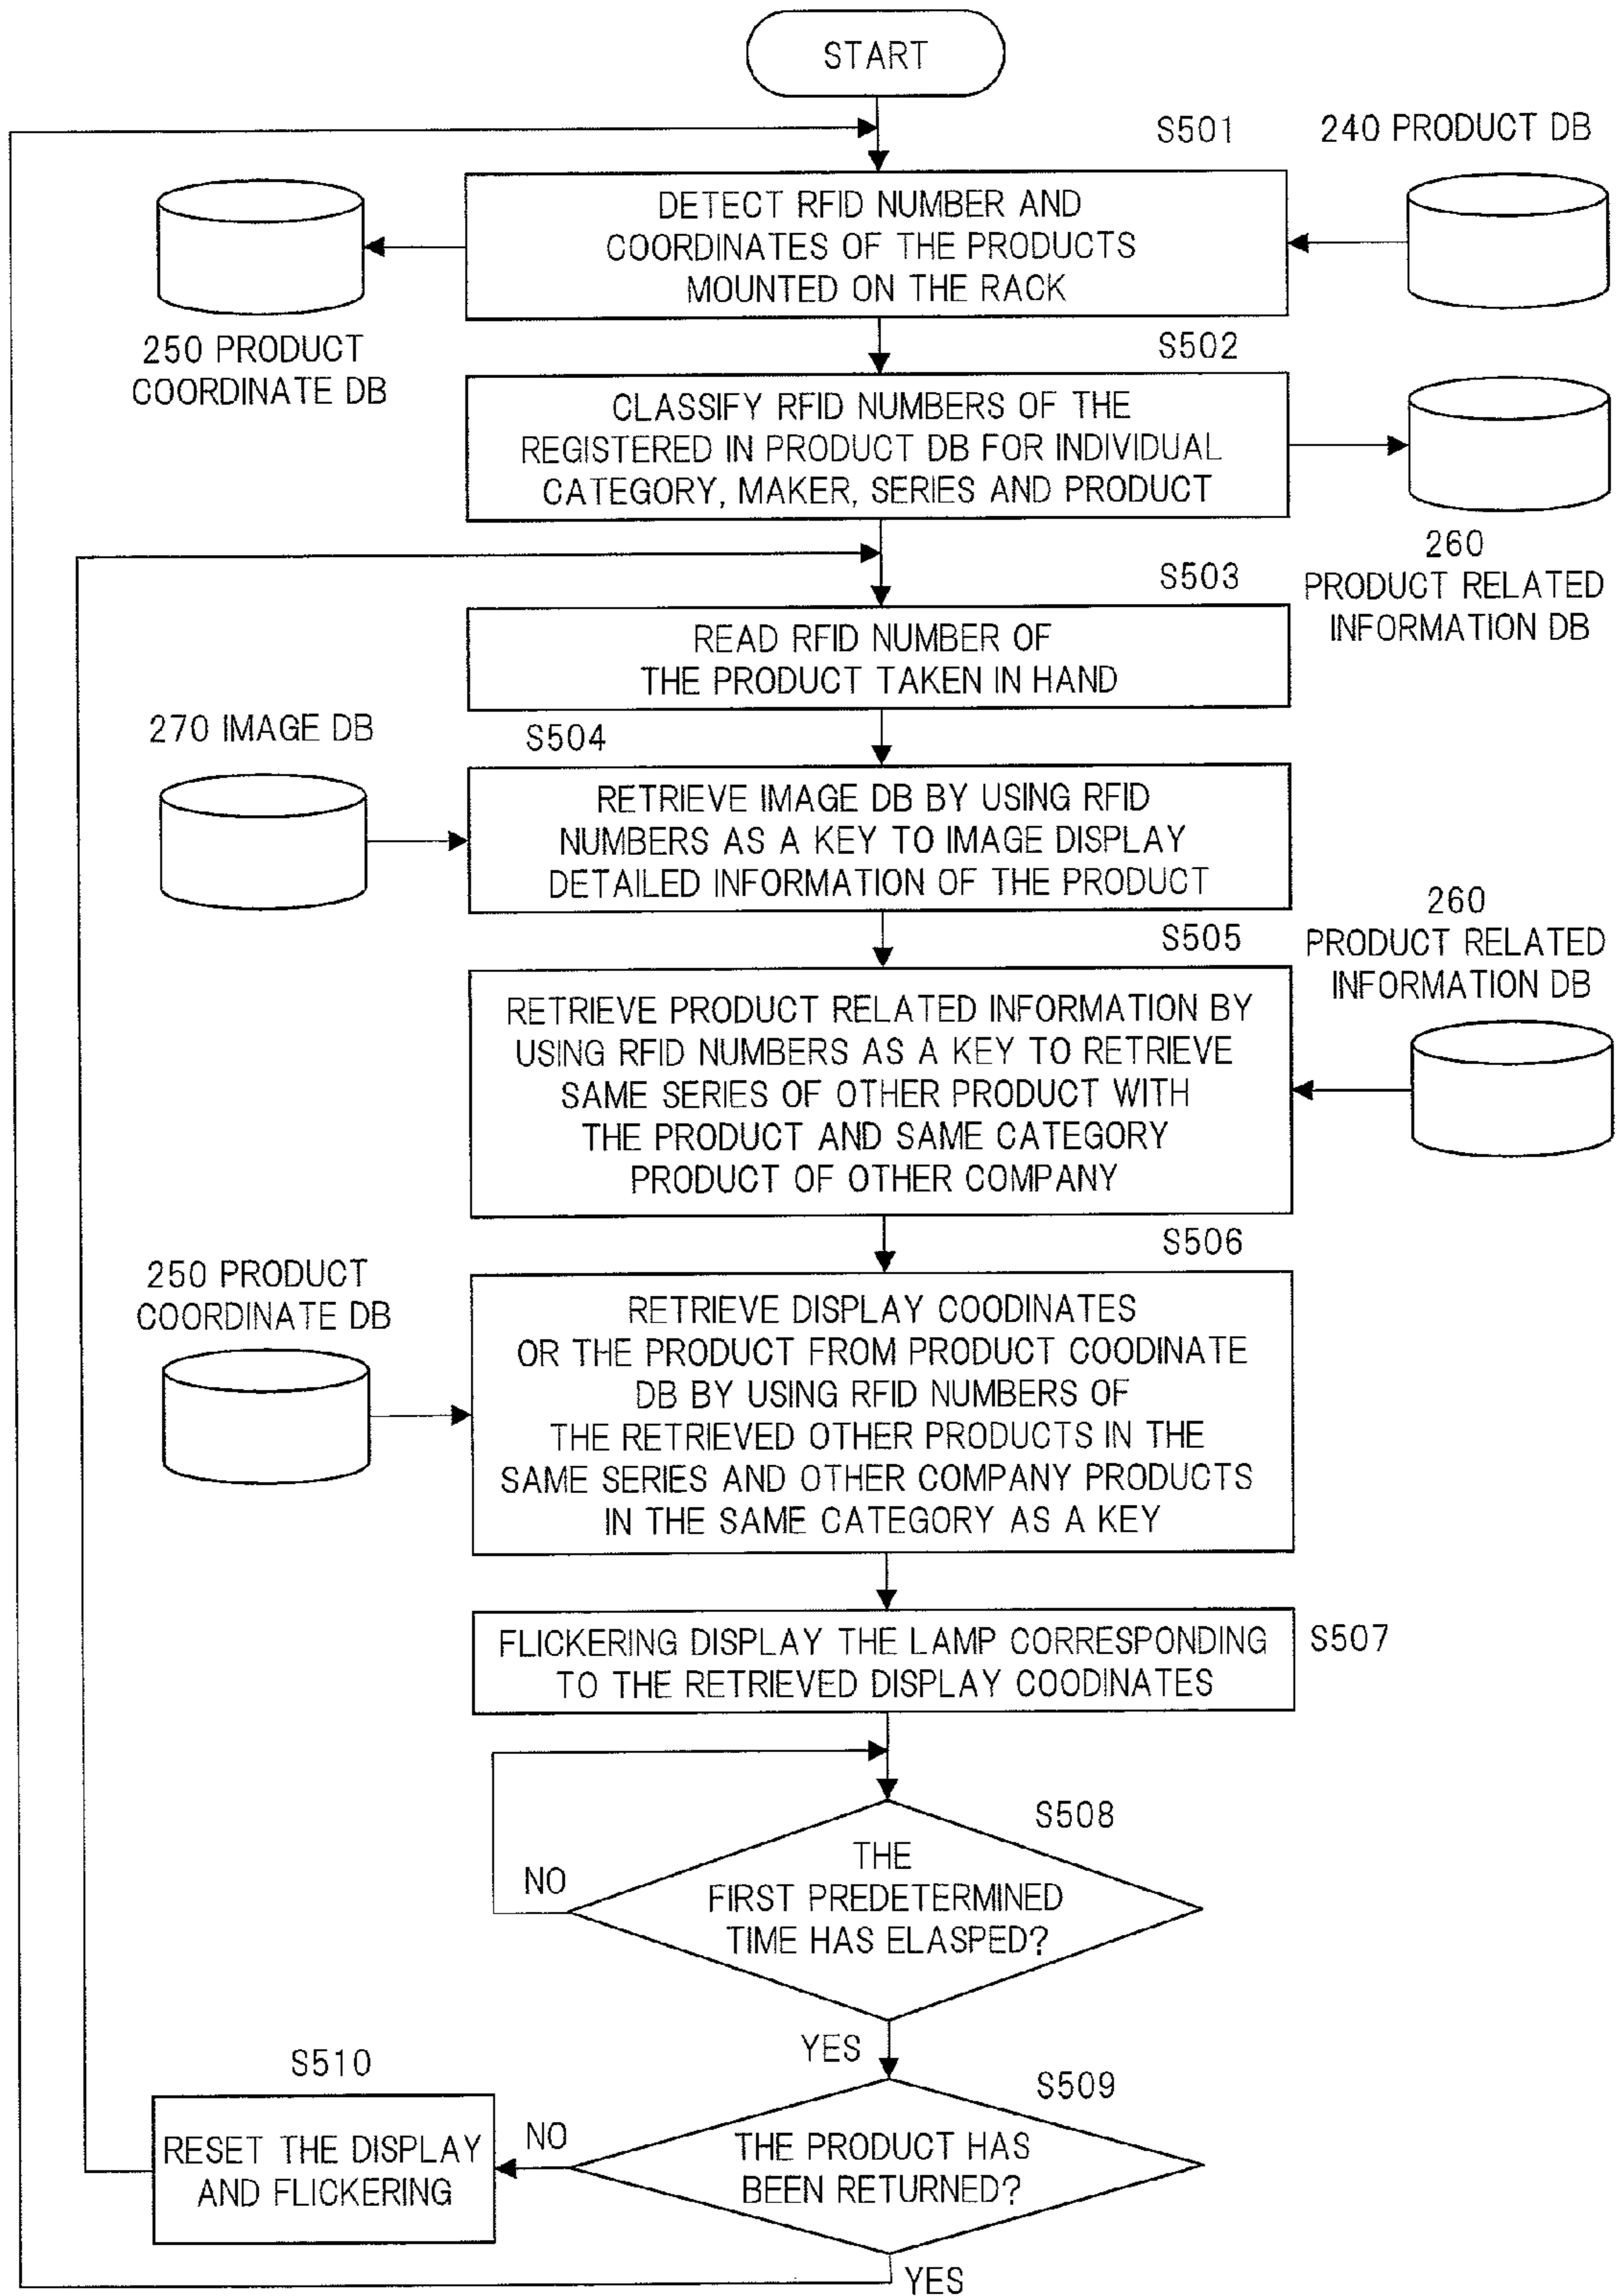 START
S501
240 PRODUCT DB
DETECT RFID NUMBER AND
COORDINATES OF THE PRODUCTS
MOUNTED ON THE RACK
250 PRODUCT
COORDINATE DB
S502
CLASSIFY RFID NUMBERS OF THE
REGISTERED IN PRODUCT DB FOR INDIVIDUAL
CATEGORY, MAKER, SERIES AND PRODUCT
260
PRODUCT RELATED
INFORMATION DB
S503
READ RFID NUMBER OF
THE PRODUCT TAKEN IN HAND
270 IMAGE DB
S504
RETRIEVE IMAGE DB BY USING RFID
NUMBERS AS A KEY TO IMAGE DISPLAY
DETAILED INFORMATION OF THE PRODUCT
260
PRODUCT RELATED
INFORMATION DB
S505
RETRIEVE PRODUCT RELATED INFORMATION BY
USING RFID NUMBERS AS A KEY TO RETRIEVE
SAME SERIES OF OTHER PRODUCT WITH
THE PRODUCT AND SAME CATEGORY
PRODUCT OF OTHER COMPANY
250 PRODUCT
COORDINATE DB
S506
RETRIEVE DISPLAY COODINATES
OR THE PRODUCT FROM PRODUCT COODINATE
DB BY USING RFID NUMBERS OF
THE RETRIEVED OTHER PRODUCTS IN THE
SAME SERIES AND OTHER COMPANY PRODUCTS
IN THE SAME CATEGORY AS A KEY
FLICKERING DISPLAY THE LAMP CORRESPONDING
TO THE RETRIEVED DISPLAY COODINATES
S507
S508
THE
FIRST PREDETERMINED
TIME HAS ELASPED?
NO
YES
S509
THE PRODUCT HAS
BEEN RETURNED?
NO
S510
RESET THE DISPLAY
AND FLICKERING
YES